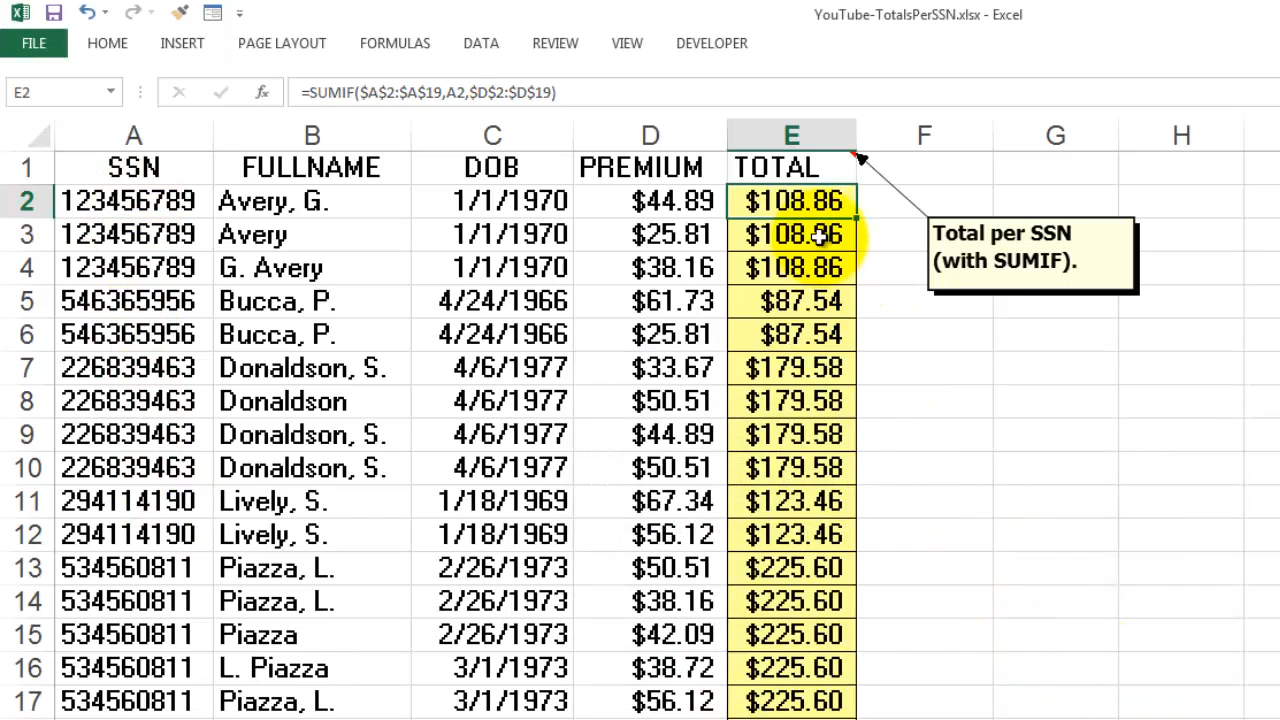 YouTube-TotalsPerSSN.xlsx - Excel
FILE HOME INSERT PAGE LAYOUT FORMULAS DATA REVIEW VIEW DEVELOPER
E2 fx =SUMIF($A$2:$A$19,A2,$D$2:$D$19)
A B C D E F G H
1 SSN FULLNAME DOB PREMIUM TOTAL
2 123456789 Avery, G. 1/1/1970 $44.89 $108.86
3 123456789 Avery 1/1/1970 $25.81 $108.86
4 123456789 G. Avery 1/1/1970 $38.16 $108.86
5 546365956 Bucca, P. 4/24/1966 $61.73 $87.54
6 546365956 Bucca, P. 4/24/1966 $25.81 $87.54
7 226839463 Donaldson, S. 4/6/1977 $33.67 $179.58
8 226839463 Donaldson 4/6/1977 $50.51 $179.58
9 226839463 Donaldson, S. 4/6/1977 $44.89 $179.58
10 226839463 Donaldson, S. 4/6/1977 $50.51 $179.58
11 294114190 Lively, S. 1/18/1969 $67.34 $123.46
12 294114190 Lively, S. 1/18/1969 $56.12 $123.46
13 534560811 Piazza, L. 2/26/1973 $50.51 $225.60
14 534560811 Piazza, L. 2/26/1973 $38.16 $225.60
15 534560811 Piazza 2/26/1973 $42.09 $225.60
16 534560811 L. Piazza 3/1/1973 $38.72 $225.60
17 534560811 Piazza, L. 3/1/1973 $56.12 $225.60
Total per SSN
(with SUMIF).